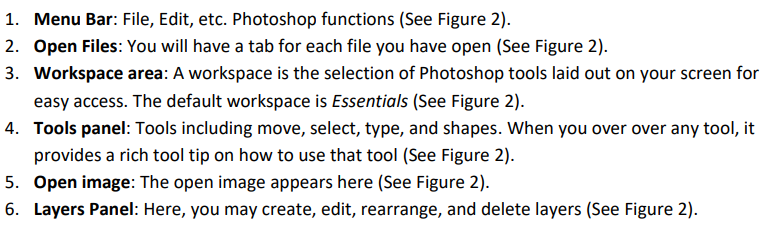 1. Menu Bar: File, Edit, etc. Photoshop functions (See Figure 2).
2. Open Files: You will have a tab for each file you have open (See Figure 2).
3. Workspace area: A workspace is the selection of Photoshop tools laid out on your screen for
easy access. The default workspace is Essentials (See Figure 2).
4. Tools panel: Tools including move, select, type, and shapes. When you over over any tool, it
provides a rich tool tip on how to use that tool (See Figure 2).
5. Open image: The open image appears here (See Figure 2).
6. Layers Panel: Here, you may create, edit, rearrange, and delete layers (See Figure 2).